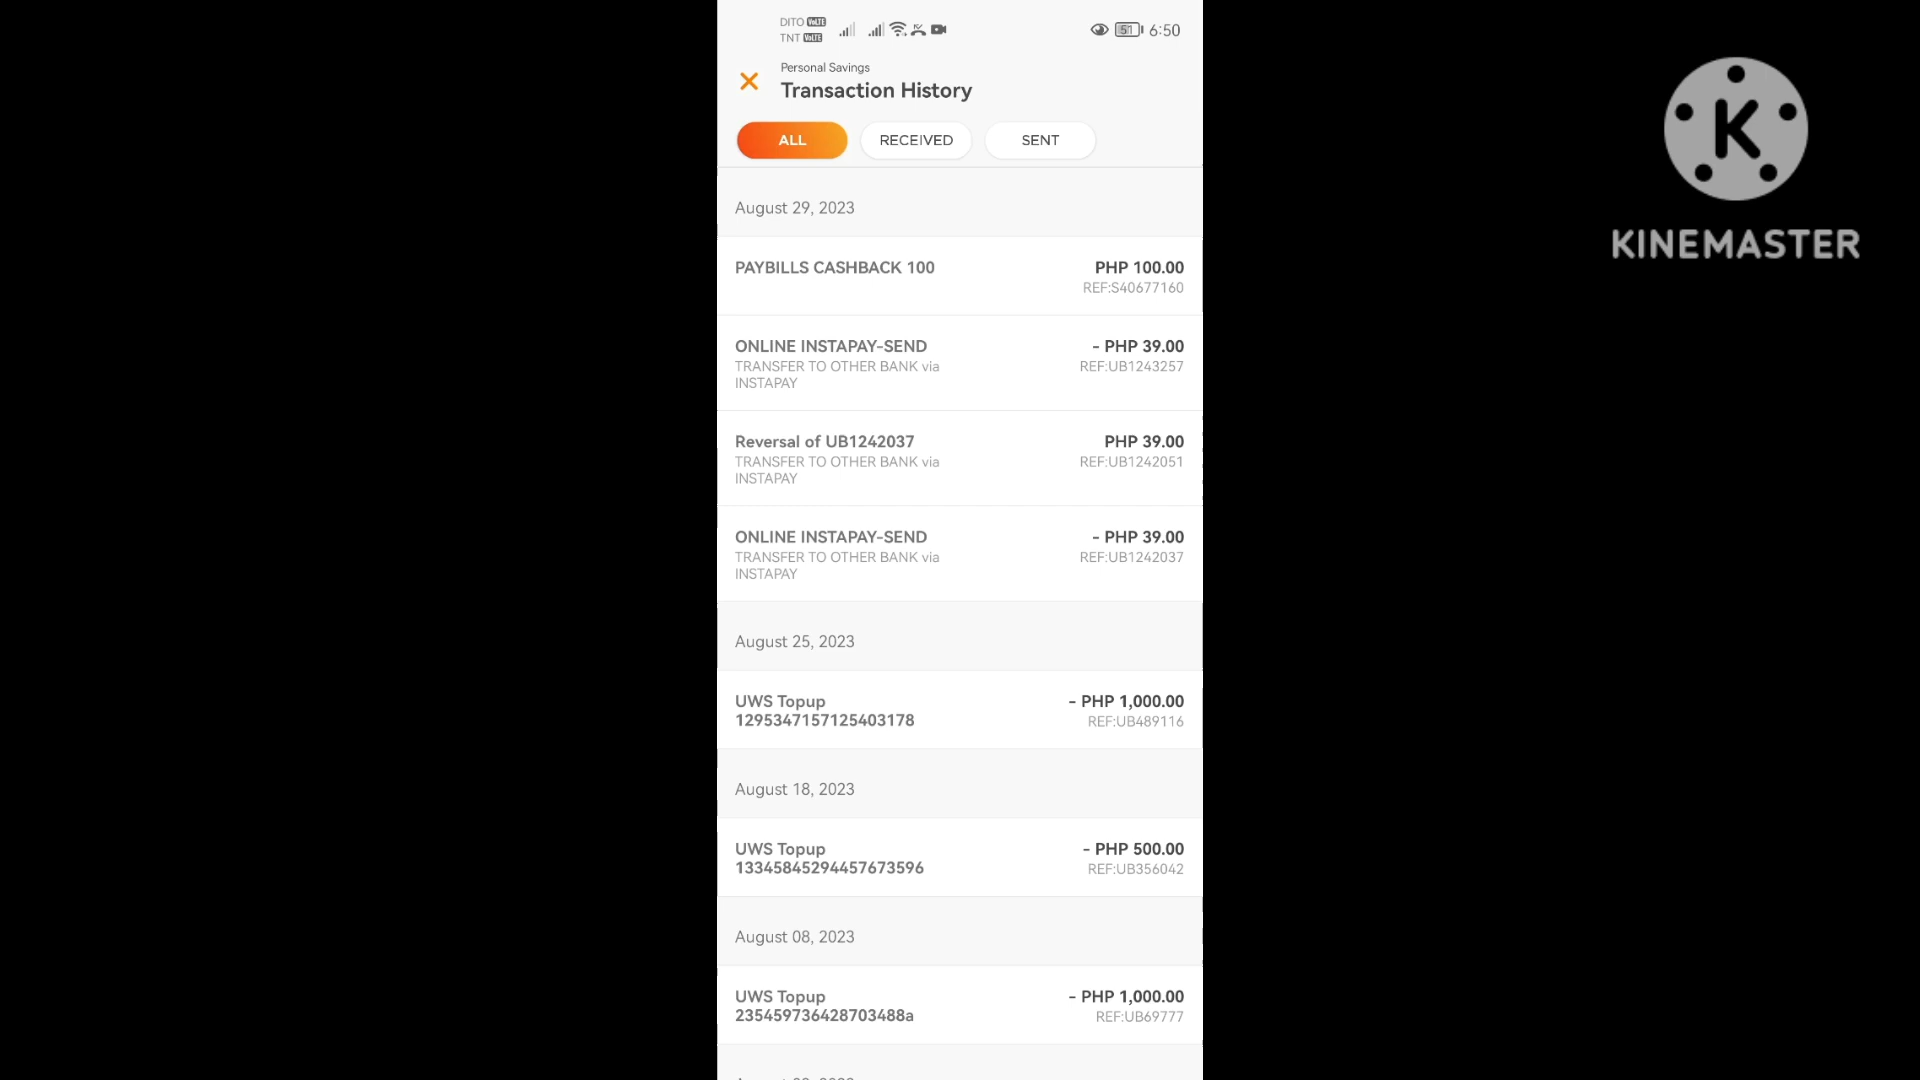 DITO VoLTE
TNT VoLTE
51
6:50
Personal Savings
Transaction History
ALL
RECEIVED
SENT
August 29, 2023
PAYBILLS CASHBACK 100
PHP 100.00
REF:S40677160
ONLINE INSTAPAY-SEND
- PHP 39.00
TRANSFER TO OTHER BANK via
REF:UB1243257
INSTAPAY
Reversal of UB1242037
PHP 39.00
TRANSFER TO OTHER BANK via
REF:UB1242051
INSTAPAY
ONLINE INSTAPAY-SEND
- PHP 39.00
TRANSFER TO OTHER BANK via
REF:UB1242037
INSTAPAY
August 25, 2023
UWS Topup
- PHP 1,000.00
1295347157125403178
REF:UB489116
August 18, 2023
UWS Topup
- PHP 500.00
13345845294457673596
REF:UB356042
August 08, 2023
UWS Topup
- PHP 1,000.00
235459736428703488a
REF:UB69777
K
KINEMASTER